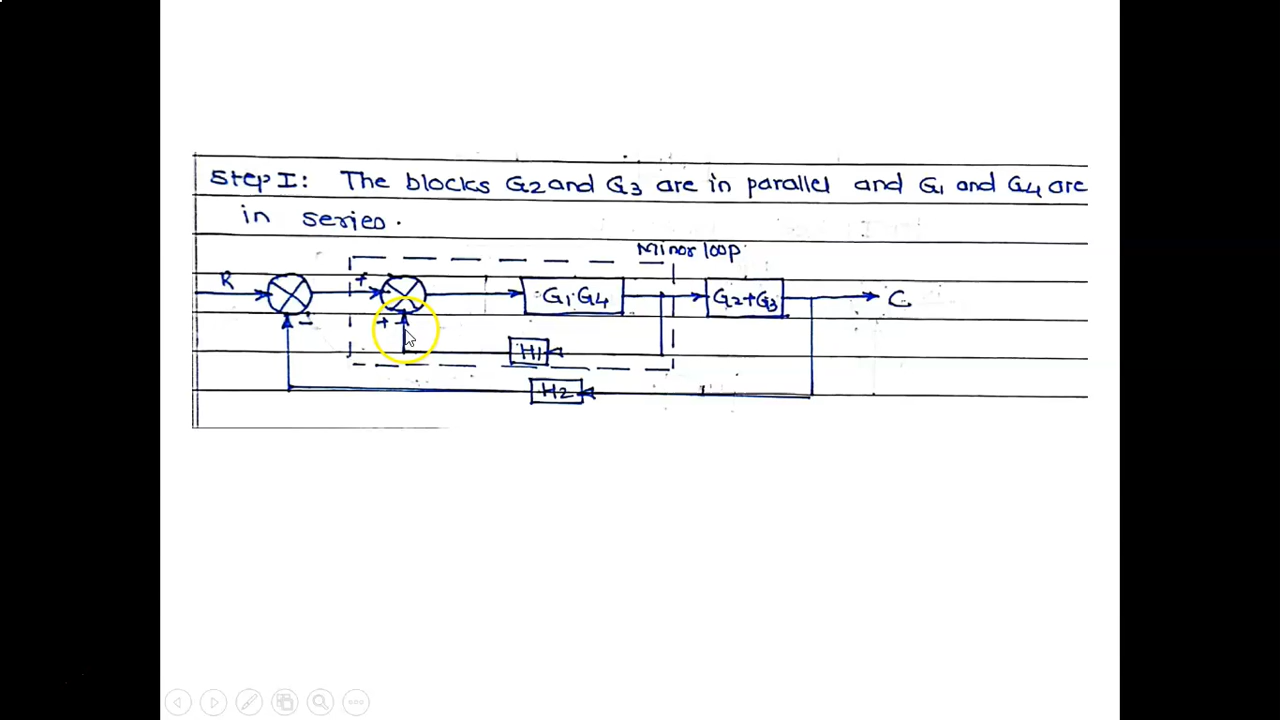 Step I: The blocks G2 and G3 are in parallel and G1 and G4 are
in series.
Minor loop
R + G1·G4 G2+G3 C
- +
H1
H2